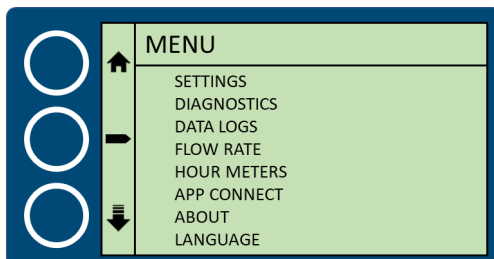 MENU
SETTINGS
DIAGNOSTICS
DATA LOGS
FLOW RATE
HOUR METERS
APP CONNECT
ABOUT
LANGUAGE